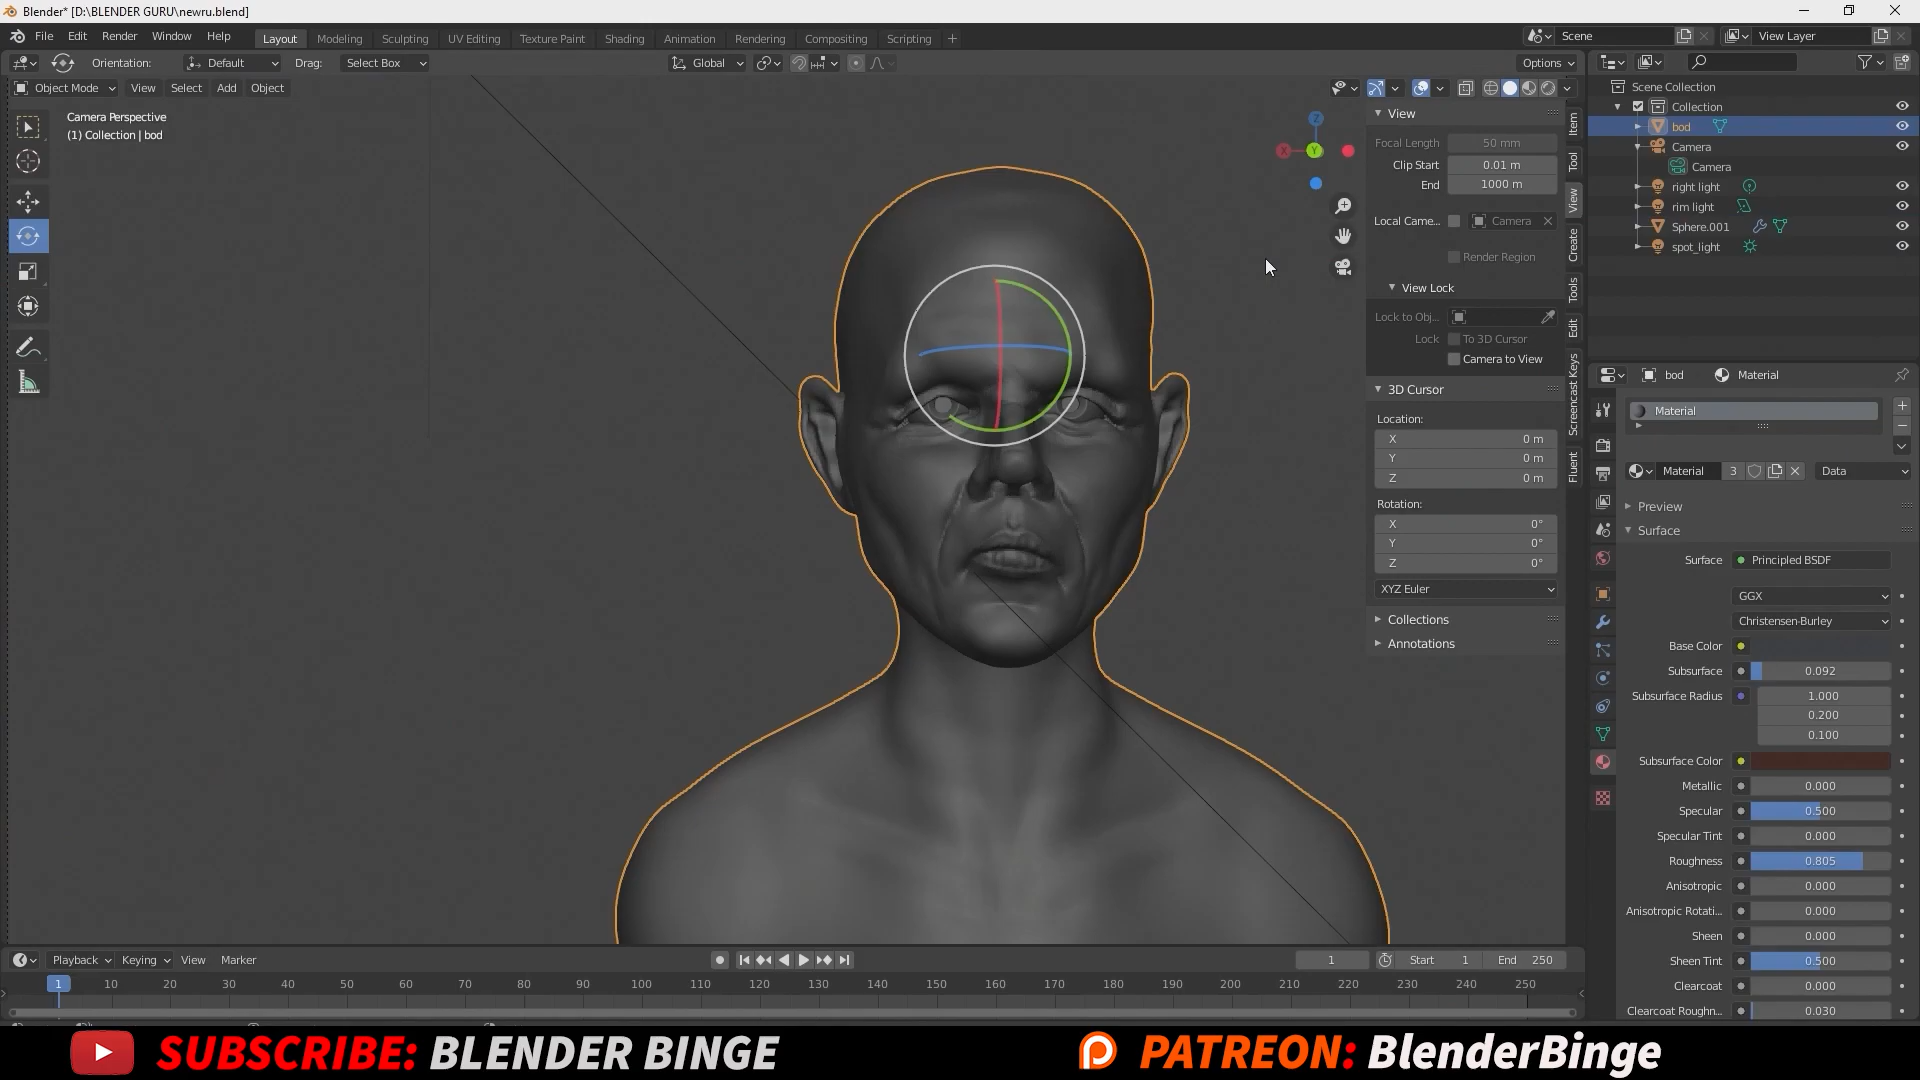 Blender* [D:\BLENDER GURU\newru.blend]
File Edit Render Window Help Layout Modeling Sculpting UV Editing Texture Paint Shading Animation Rendering Compositing Scripting + Scene View Layer
Orientation: Default Drag: Select Box Global Options
Object Mode View Select Add Object
Camera Perspective
(1) Collection | bod
Z
X
Y
View
Focal Length 50 mm
Clip Start 0.01 m
End 1000 m
Local Came... Camera
Render Region
View Lock
Lock to Obj...
Lock To 3D Cursor
Camera to View
3D Cursor
Location:
X 0 m
Y 0 m
Z 0 m
Rotation:
X 0°
Y 0°
Z 0°
XYZ Euler
Collections
Annotations
Item
Tool
View
Create
Tools
Edit
Screencast Keys
Fluent
Scene Collection
Collection
bod
Camera
Camera
right light
rim light
Sphere.001
spot_light
bod Material
Material
Material 3 Data
Preview
Surface
Surface Principled BSDF
GGX
Christensen-Burley
Base Color
Subsurface 0.092
Subsurface Radius 1.000
0.200
0.100
Subsurface Color
Metallic 0.000
Specular 0.500
Specular Tint 0.000
Roughness 0.805
Anisotropic 0.000
Anisotropic Rotati... 0.000
Sheen 0.000
Sheen Tint 0.500
Clearcoat 0.000
Clearcoat Roughn... 0.030
Playback Keying View Marker 1 Start 1 End 250
1 10 20 30 40 50 60 70 80 90 100 110 120 130 140 150 160 170 180 190 200 210 220 230 240 250
SUBSCRIBE: BLENDER BINGE
PATREON: BlenderBinge